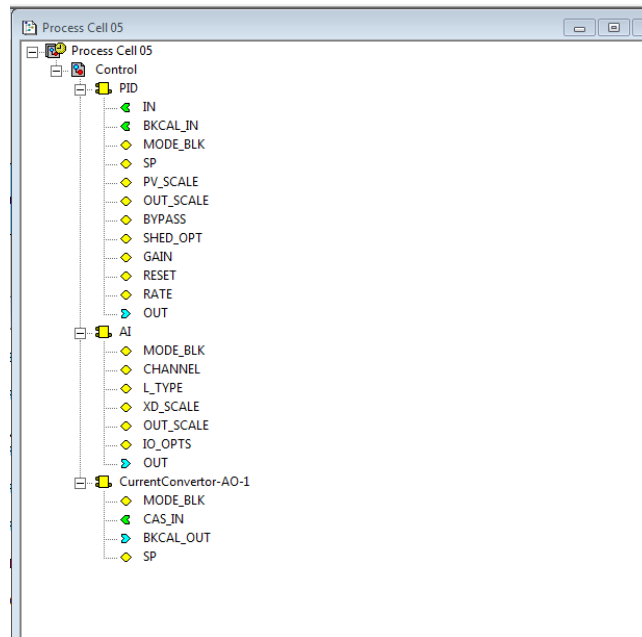 Process Cell 05
Process Cell 05
Control
PID
IN
BKCAL_IN
MODE_BLK
SP
PV_SCALE
OUT_SCALE
BYPASS
SHED_OPT
GAIN
RESET
RATE
OUT
AI
MODE_BLK
CHANNEL
L_TYPE
XD_SCALE
OUT_SCALE
IO_OPTS
OUT
CurrentConvertor-AO-1
MODE_BLK
CAS_IN
BKCAL_OUT
SP